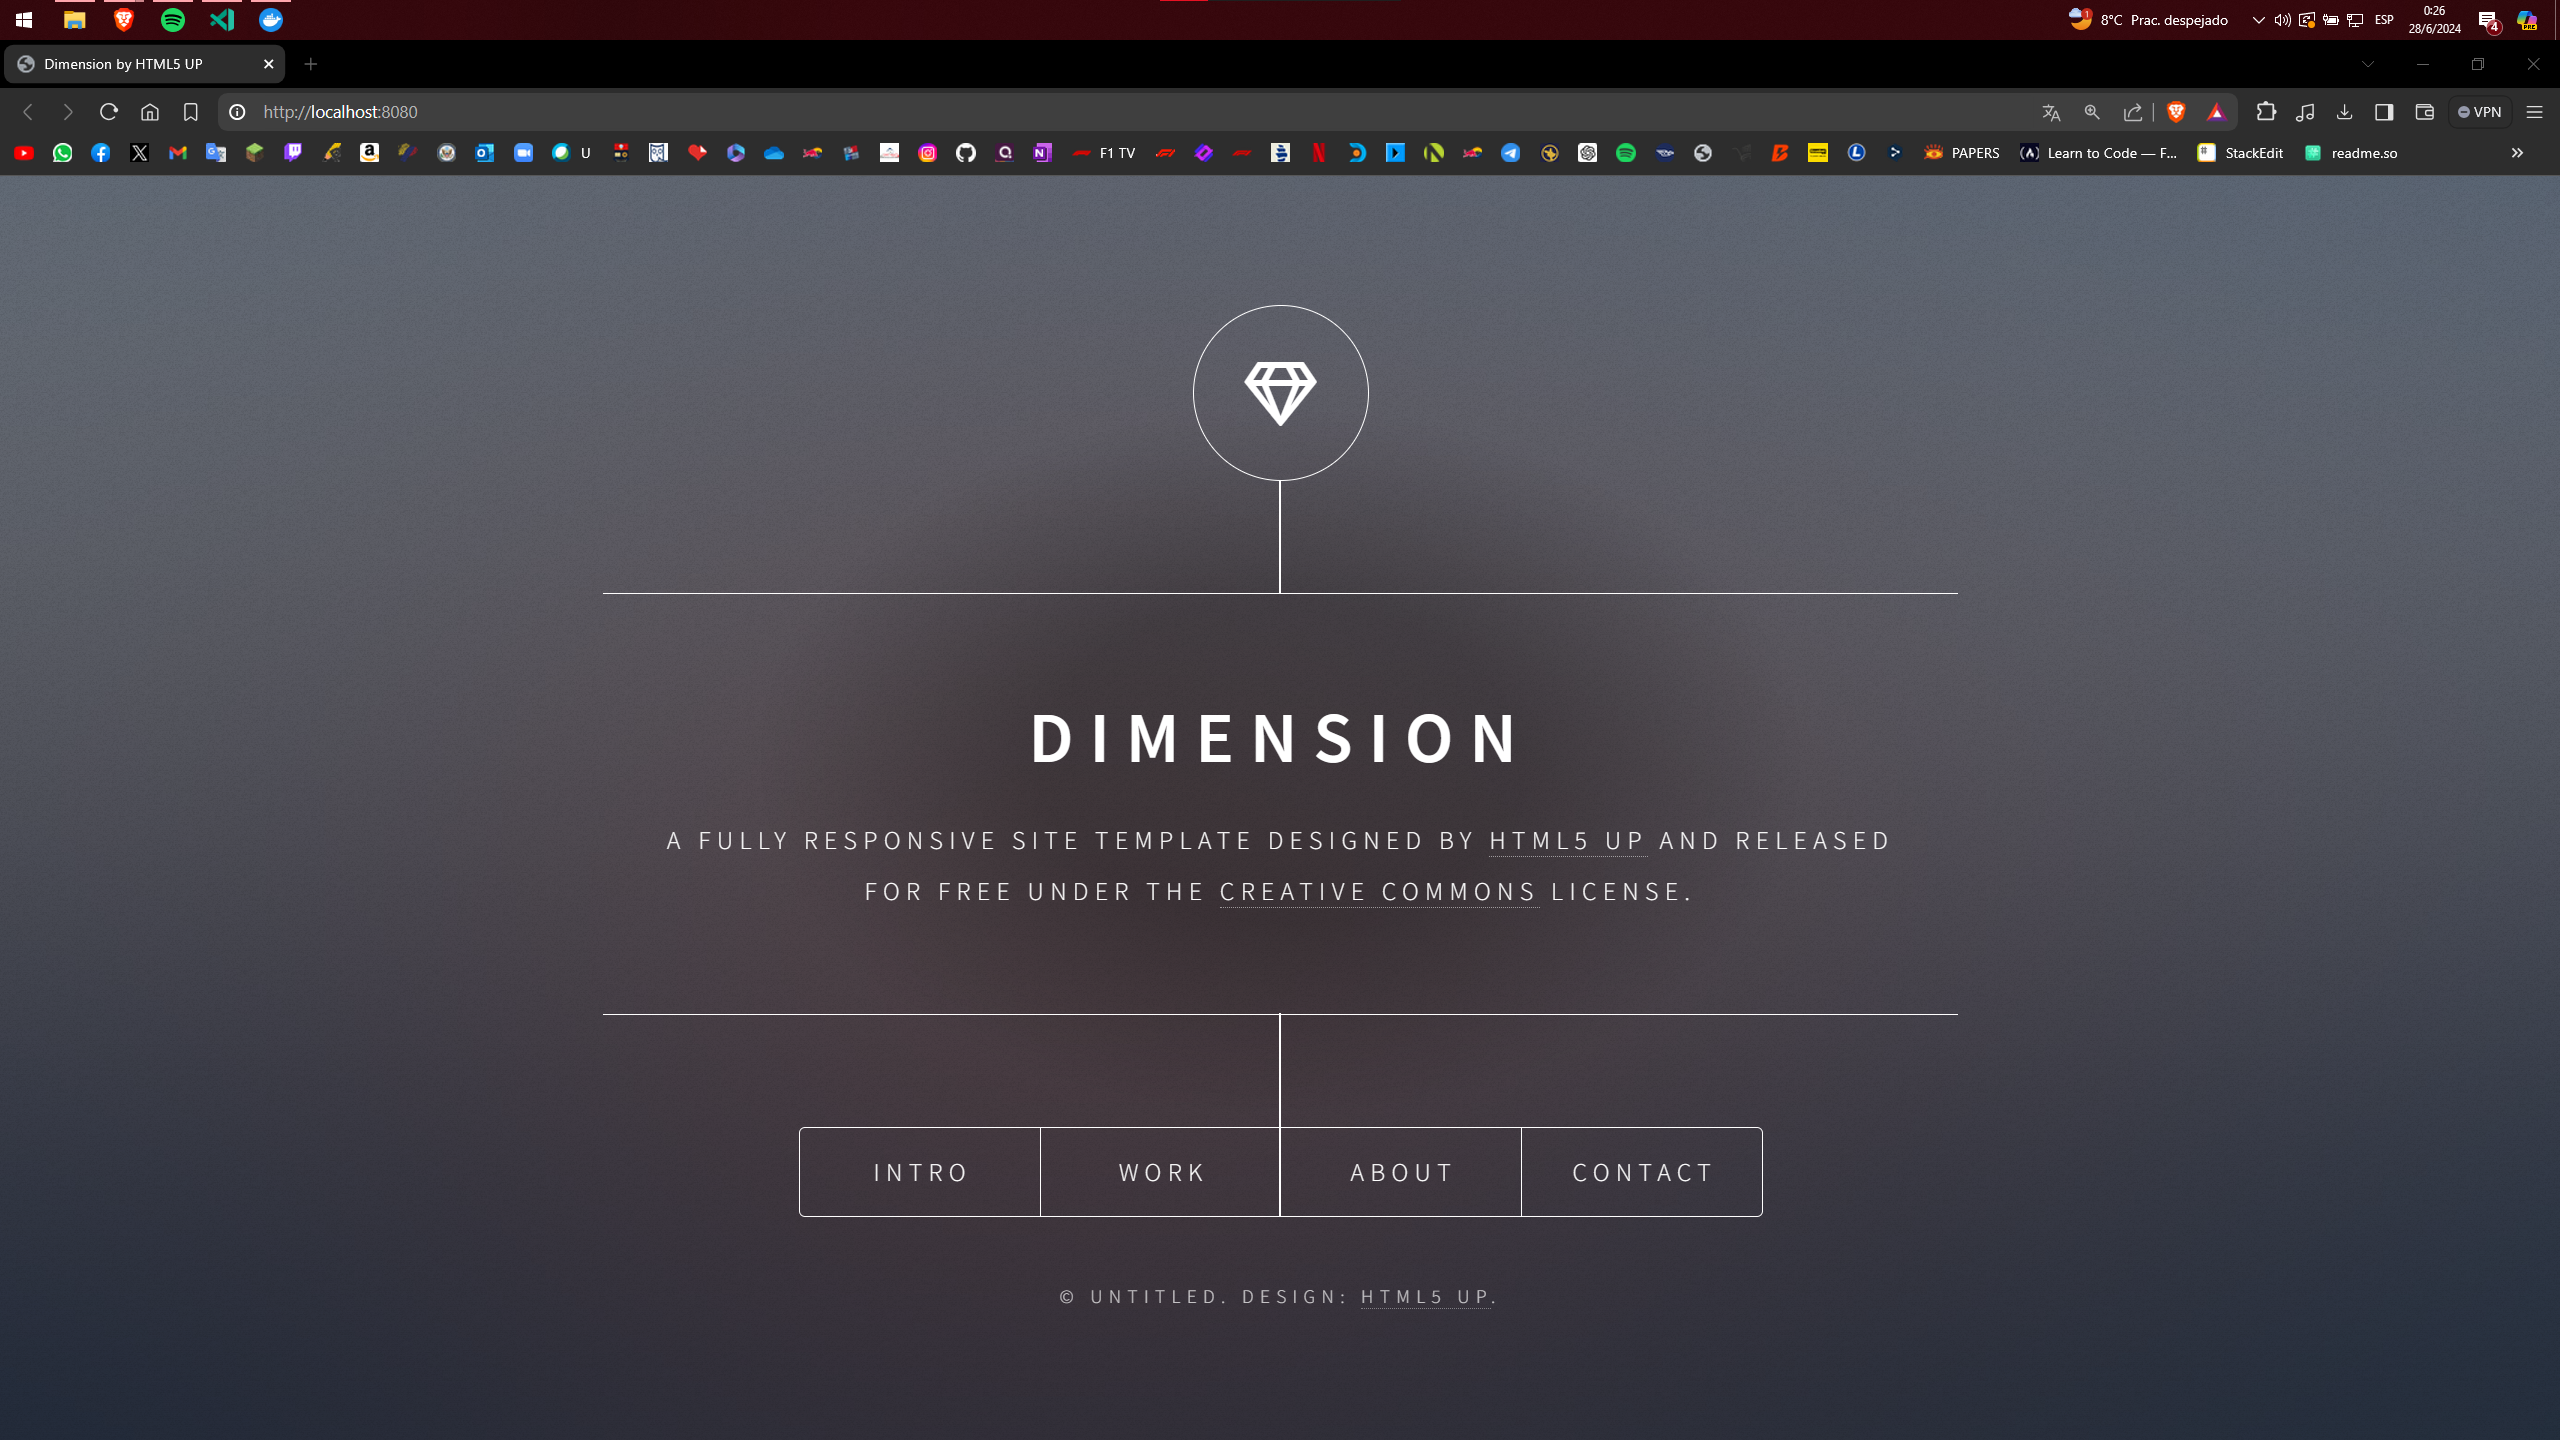 8°C Prac. despejado
ESP
0:26
28/6/2024
4
Dimension by HTML5 UP
http://localhost:8080
VPN
U
F1 TV
PAPERS
Learn to Code — F...
StackEdit
readme.so
DIMENSION
A FULLY RESPONSIVE SITE TEMPLATE DESIGNED BY HTML5 UP AND RELEASED
FOR FREE UNDER THE CREATIVE COMMONS LICENSE.
INTRO
WORK
ABOUT
CONTACT
© UNTITLED. DESIGN: HTML5 UP.